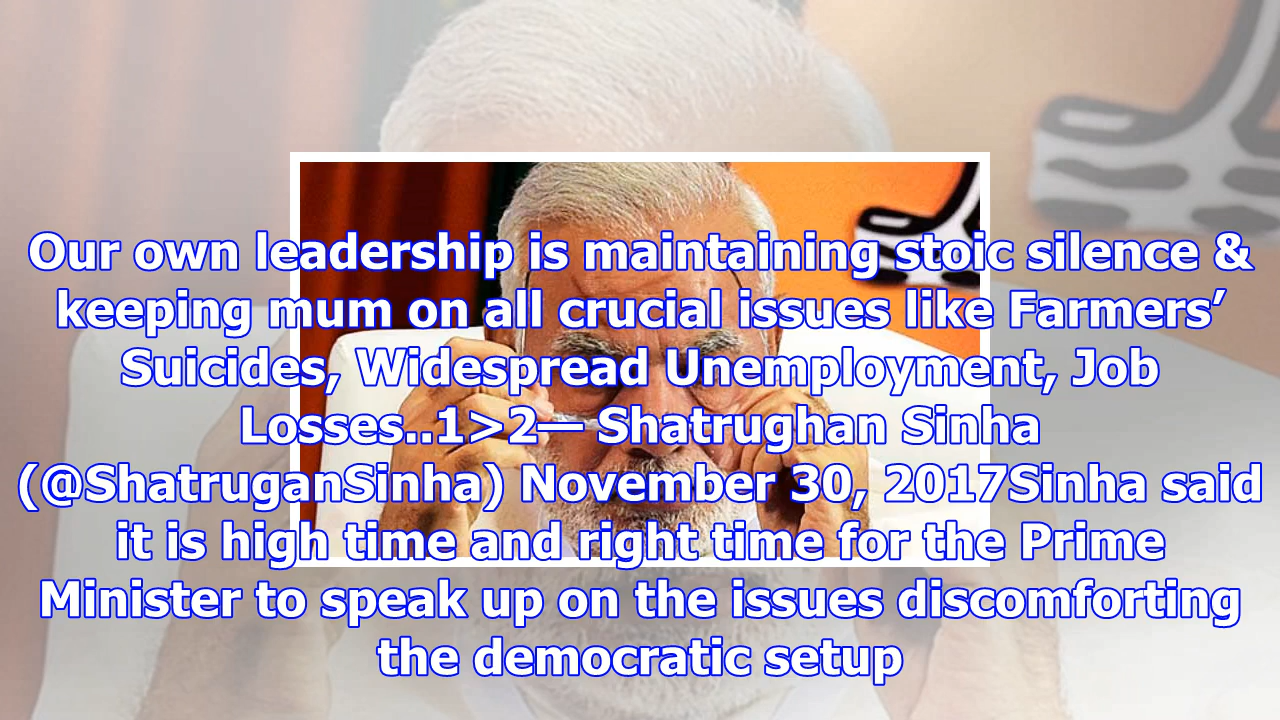 Our own leadership is maintaining stoic silence &
keeping mum on all crucial issues like Farmers’
Suicides, Widespread Unemployment, Job
Losses..1>2— Shatrughan Sinha
(@ShatruganSinha) November 30, 2017Sinha said
it is high time and right time for the Prime
Minister to speak up on the issues discomforting
the democratic setup